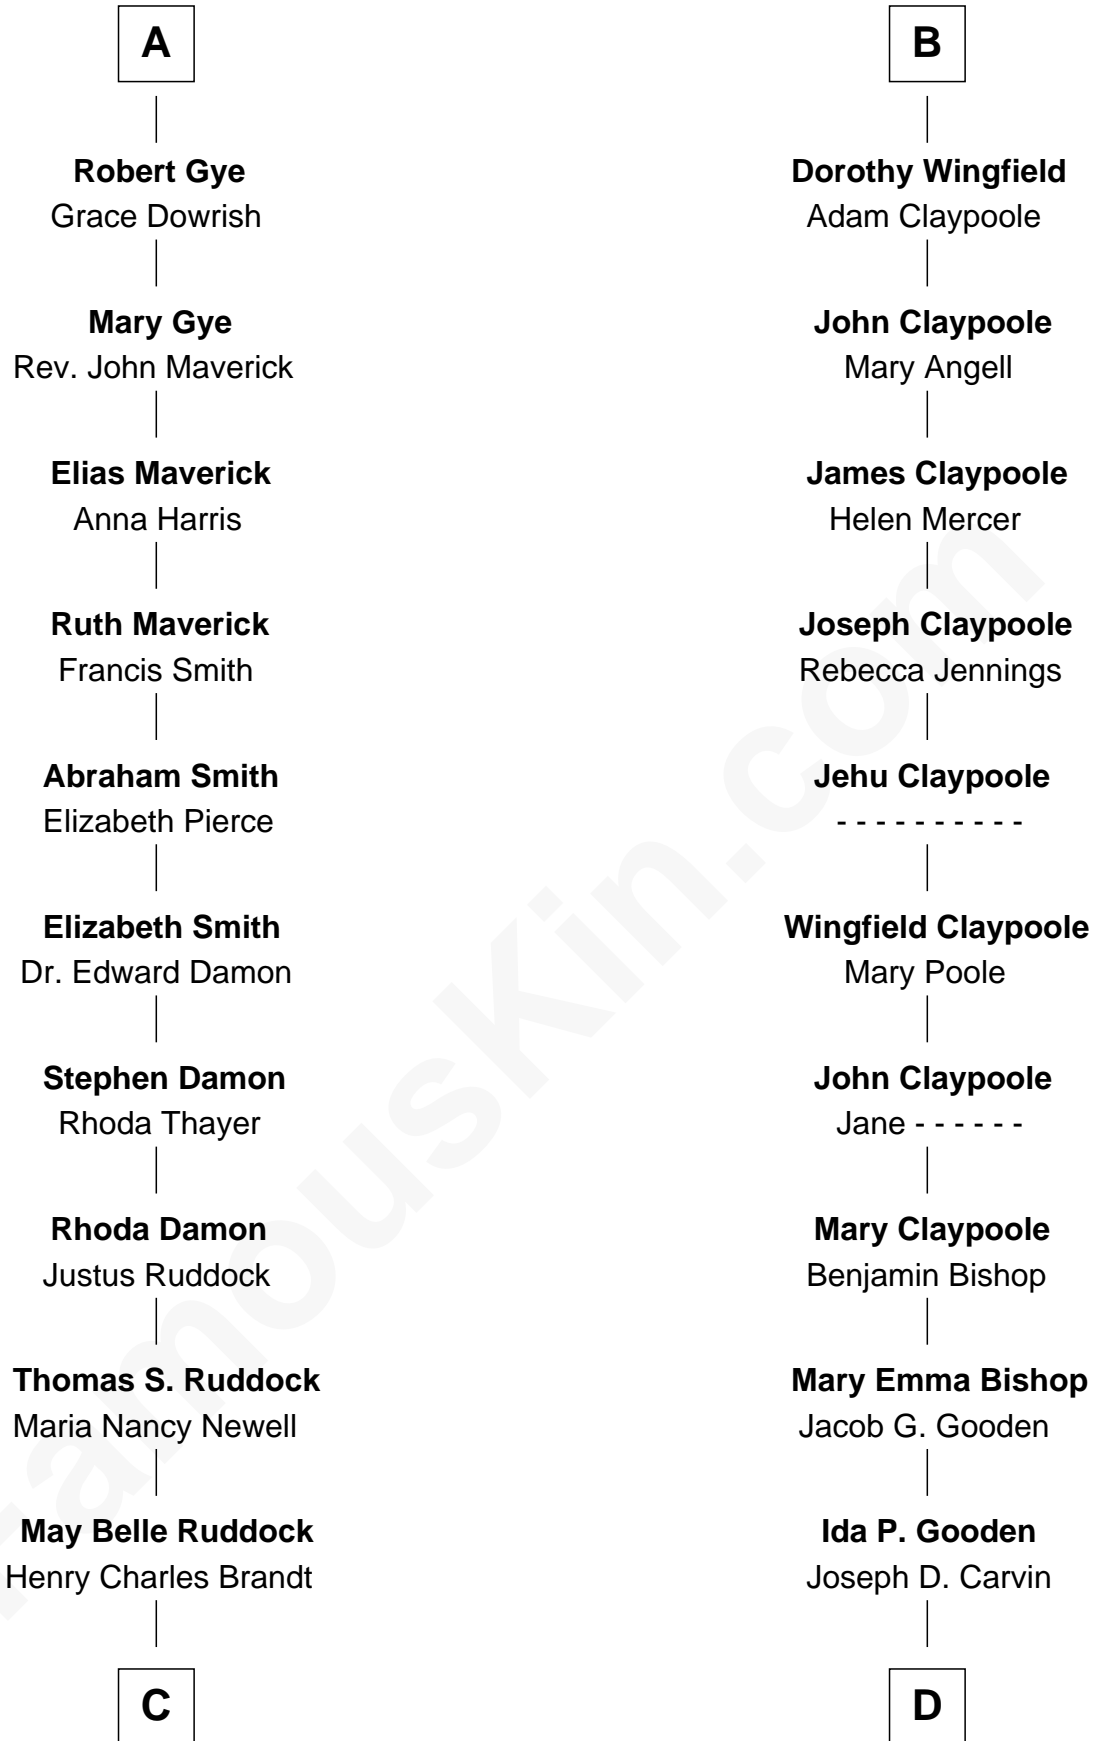 A
Robert Gye
Grace Dowrish
Mary Gye
Rev. John Maverick
Elias Maverick
Anna Harris
Ruth Maverick
Francis Smith
Abraham Smith
Elizabeth Pierce
Elizabeth Smith
Dr. Edward Damon
Stephen Damon
Rhoda Thayer
Rhoda Damon
Justus Ruddock
Thomas S. Ruddock
Maria Nancy Newell
May Belle Ruddock
Henry Charles Brandt
C
B
Dorothy Wingfield
Adam Claypoole
John Claypoole
Mary Angell
James Claypoole
Helen Mercer
Joseph Claypoole
Rebecca Jennings
Jehu Claypoole
- - - - - - - - - -
Wingfield Claypoole
Mary Poole
John Claypoole
Jane - - - - - -
Mary Claypoole
Benjamin Bishop
Mary Emma Bishop
Jacob G. Gooden
Ida P. Gooden
Joseph D. Carvin
D
FamousKin.com